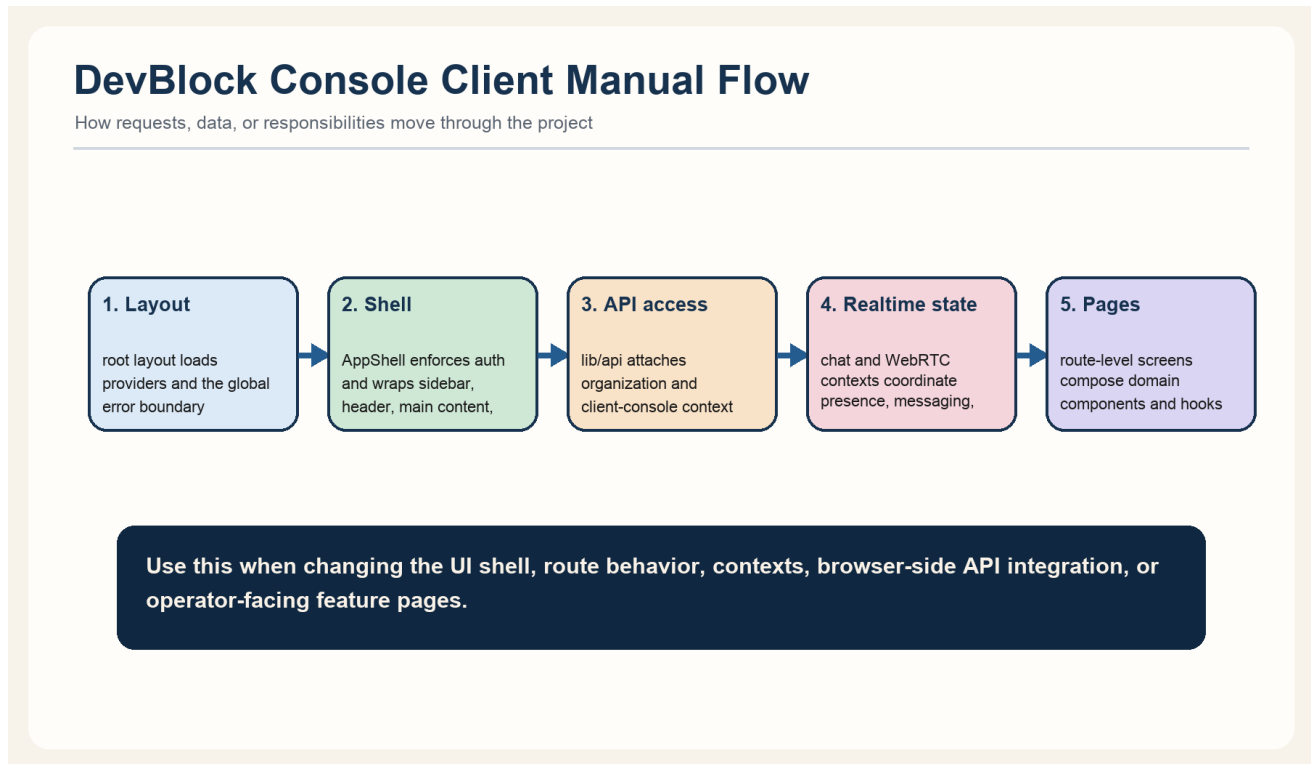 DevBlock Console Client Manual Flow
How requests, data, or responsibilities move through the project
1. Layout
root layout loads
providers and the global
error boundary
2. Shell
AppShell enforces auth
and wraps sidebar,
header, main content,
3. API access
lib/api attaches
organization and
client-console context
4. Realtime state
chat and WebRTC
contexts coordinate
presence, messaging,
5. Pages
route-level screens
compose domain
components and hooks
Use this when changing the UI shell, route behavior, contexts, browser-side API integration, or
operator-facing feature pages.